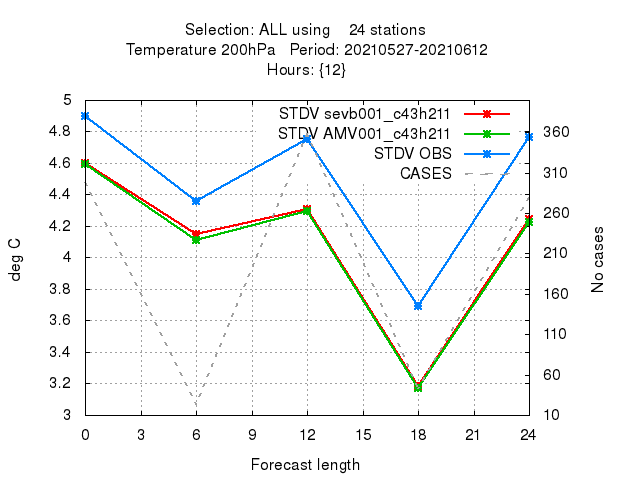 Selection: ALL using 24 stations
Temperature 200hPa Period: 20210527-20210612
Hours: {12}
STDV sevb001_c43h211
STDV AMV001_c43h211
STDV OBS
CASES
5
4.8
4.6
4.4
4.2
4
3.8
3.6
3.4
3.2
3
deg C
360
310
260
210
160
110
60
10
No cases
0 3 6 9 12 15 18 21 24
Forecast length